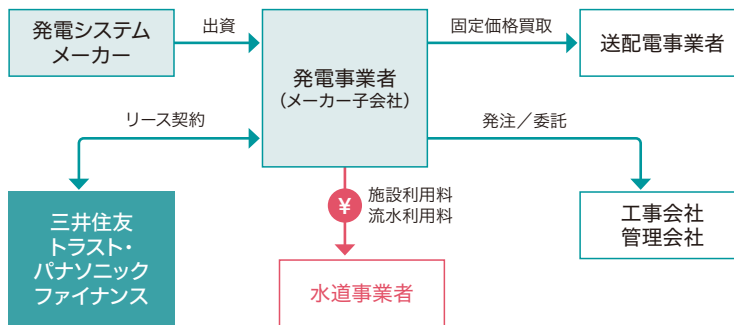 発電システム
メーカー
出資
発電事業者
（メーカー子会社）
固定価格買取
送配電事業者
リース契約
発注／委託
三井住友
トラスト・
パナソニック
ファイナンス
¥
施設利用料
流水利用料
工事会社
管理会社
水道事業者